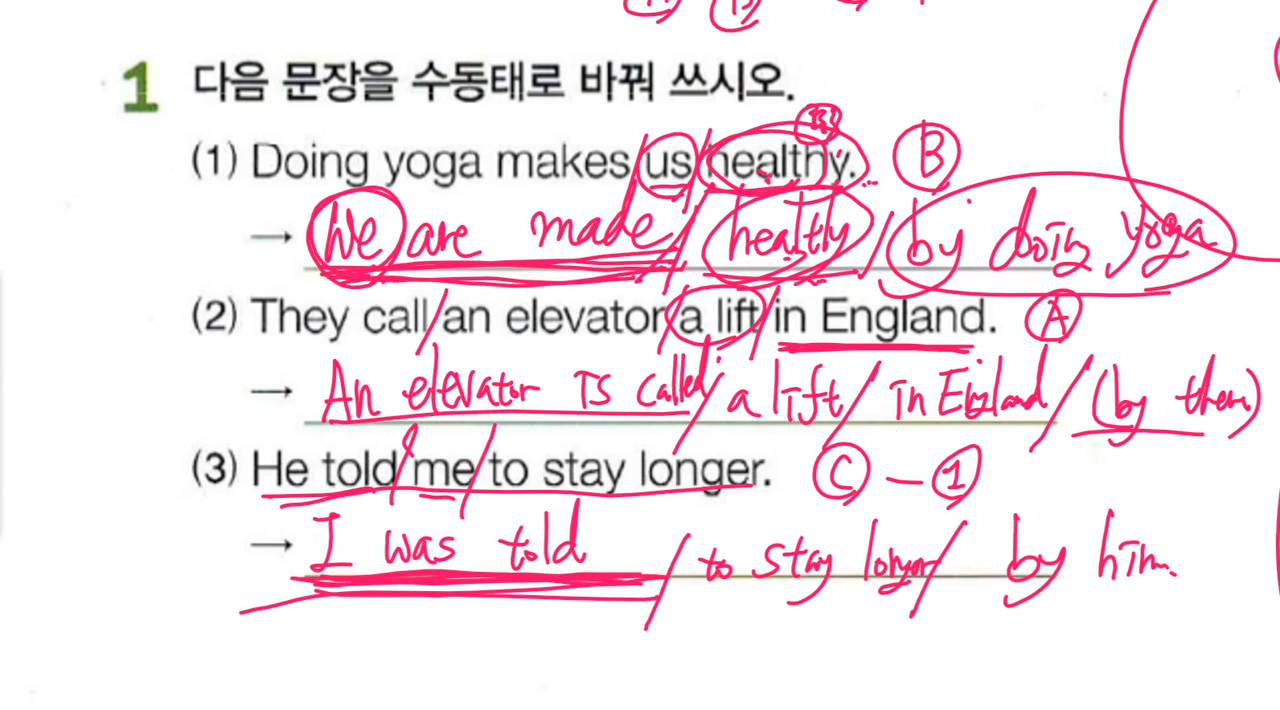 1 다음 문장을 수동태로 바꿔 쓰시오.
(1) Doing yoga makes us healthy. B
→ We are made / healthy / by doing yoga
(2) They call / an elevator / a lift / in England. A
→ An elevator is called / a lift / in England / (by them)
(3) He told / me / to stay longer. C - 1
→ I was told / to stay longer / by him.